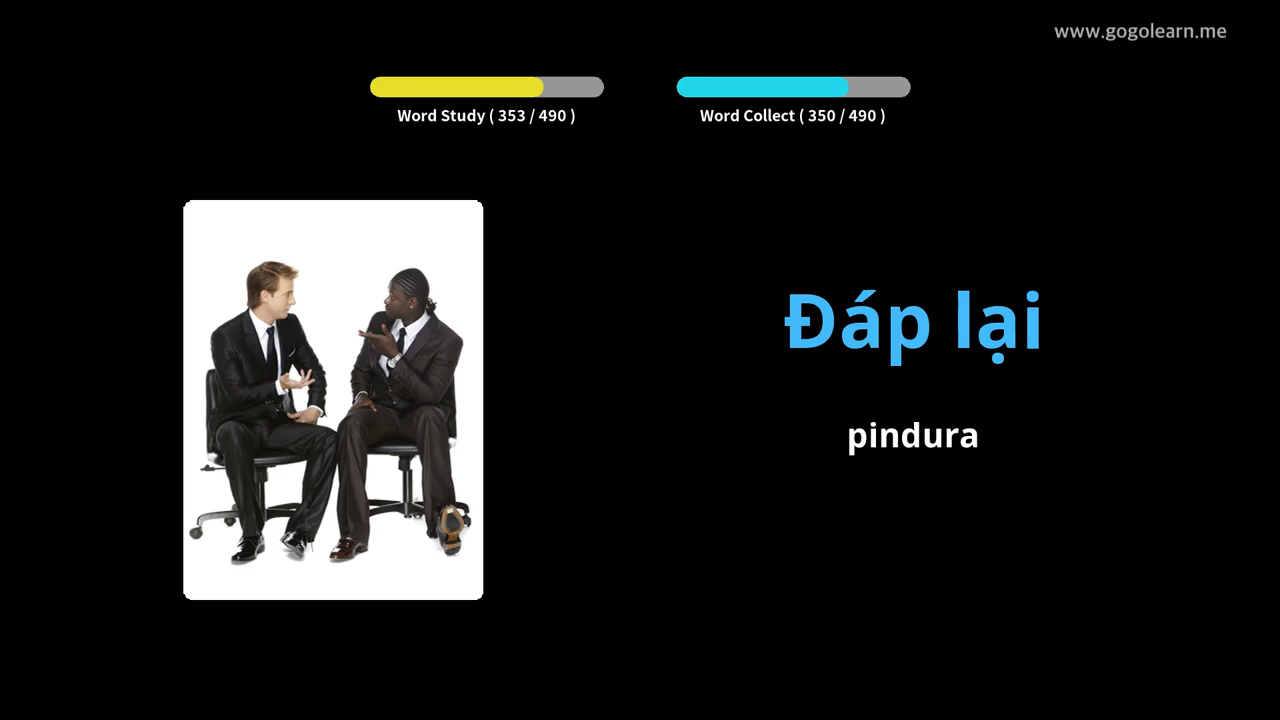 www.gogolearn.me
Word Study ( 353 / 490 )
Word Collect ( 350 / 490 )
Đáp lại
pindura